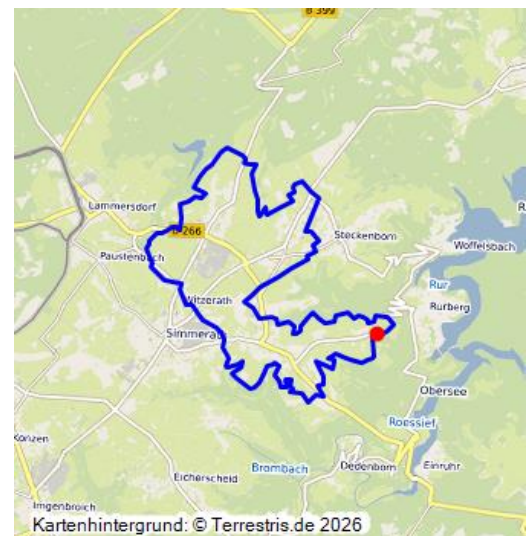 B 399
Lammersdorf
B 266
Paustenbach
Steckenborn
Woffelsbach
Rur
Rurberg
Witzerath
Simmerath
Obersee
Roessief
Konzen
Dedenborn
Einruhr
Eicherscheid
Brombach
Imgenbroich
Kartenhintergrund: © Terrestris.de 2026